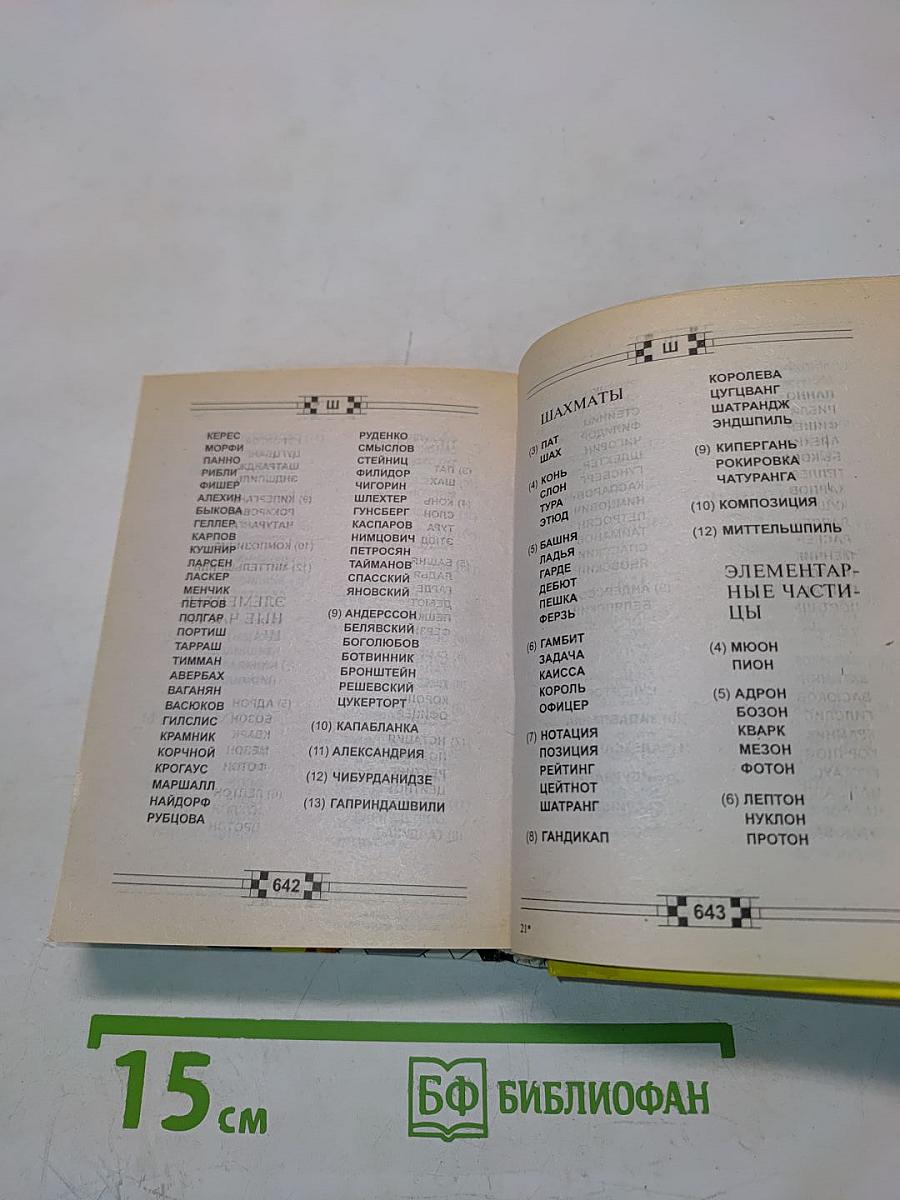 Ш
КЕРЕС
МОРФИ
ПАННО
РИБЛИ
ФИШЕР
АЛЕХИН
БЫКОВА
ГЕЛЛЕР
КАРПОВ
КУШНИР
ЛАРСЕН
ЛАСКЕР
МЕНЧИК
ПЕТРОВ
ПОЛГАР
ПОРТИШ
ТАРРАШ
ТИММАН
АВЕРБАХ
ВАГАНЯН
ВАСЮКОВ
ГИЛСЛИС
КРАМНИК
КОРЧНОЙ
КРОГАУС
МАРШАЛЛ
НАЙДОРФ
РУБЦОВА
РУДЕНКО
СМЫСЛОВ
СТЕЙНИЦ
ФИЛИДОР
ЧИГОРИН
ШЛЕХТЕР
ГУНСБЕРГ
КАСПАРОВ
НИМЦОВИЧ
ПЕТРОСЯН
ТАЙМАНОВ
СПАССКИЙ
ЯНОВСКИЙ
(9) АНДЕРССОН
БЕЛЯВСКИЙ
БОГОЛЮБОВ
БОТВИННИК
БРОНШТЕЙН
РЕШЕВСКИЙ
ЦУКЕРТОРТ
(10) КАПАБЛАНКА
(11) АЛЕКСАНДРИЯ
(12) ЧИБУРДАНИДЗЕ
(13) ГАПРИНДАШВИЛИ
642
Ш
ШАХМАТЫ
(3) ПАТ
ШАХ
(4) КОНЬ
СЛОН
ТУРА
ЭТЮД
(5) БАШНЯ
ЛАДЬЯ
ГАРДЕ
ДЕБЮТ
ПЕШКА
ФЕРЗЬ
(6) ГАМБИТ
ЗАДАЧА
КАИССА
КОРОЛЬ
ОФИЦЕР
(7) НОТАЦИЯ
ПОЗИЦИЯ
РЕЙТИНГ
ЦЕЙТНОТ
ШАТРАНГ
(8) ГАНДИКАП
КОРОЛЕВА
ЦУГЦВАНГ
ШАТРАНДЖ
ЭНДШПИЛЬ
(9) КИПЕРГАНЬ
РОКИРОВКА
ЧАТУРАНГА
(10) КОМПОЗИЦИЯ
(12) МИТТЕЛЬШПИЛЬ
ЭЛЕМЕНТАР-
НЫЕ ЧАСТИ-
ЦЫ
(4) МЮОН
ПИОН
(5) АДРОН
БОЗОН
КВАРК
МЕЗОН
ФОТОН
(6) ЛЕПТОН
НУКЛОН
ПРОТОН
643
21*
15 см
БФ БИБЛИОФАН